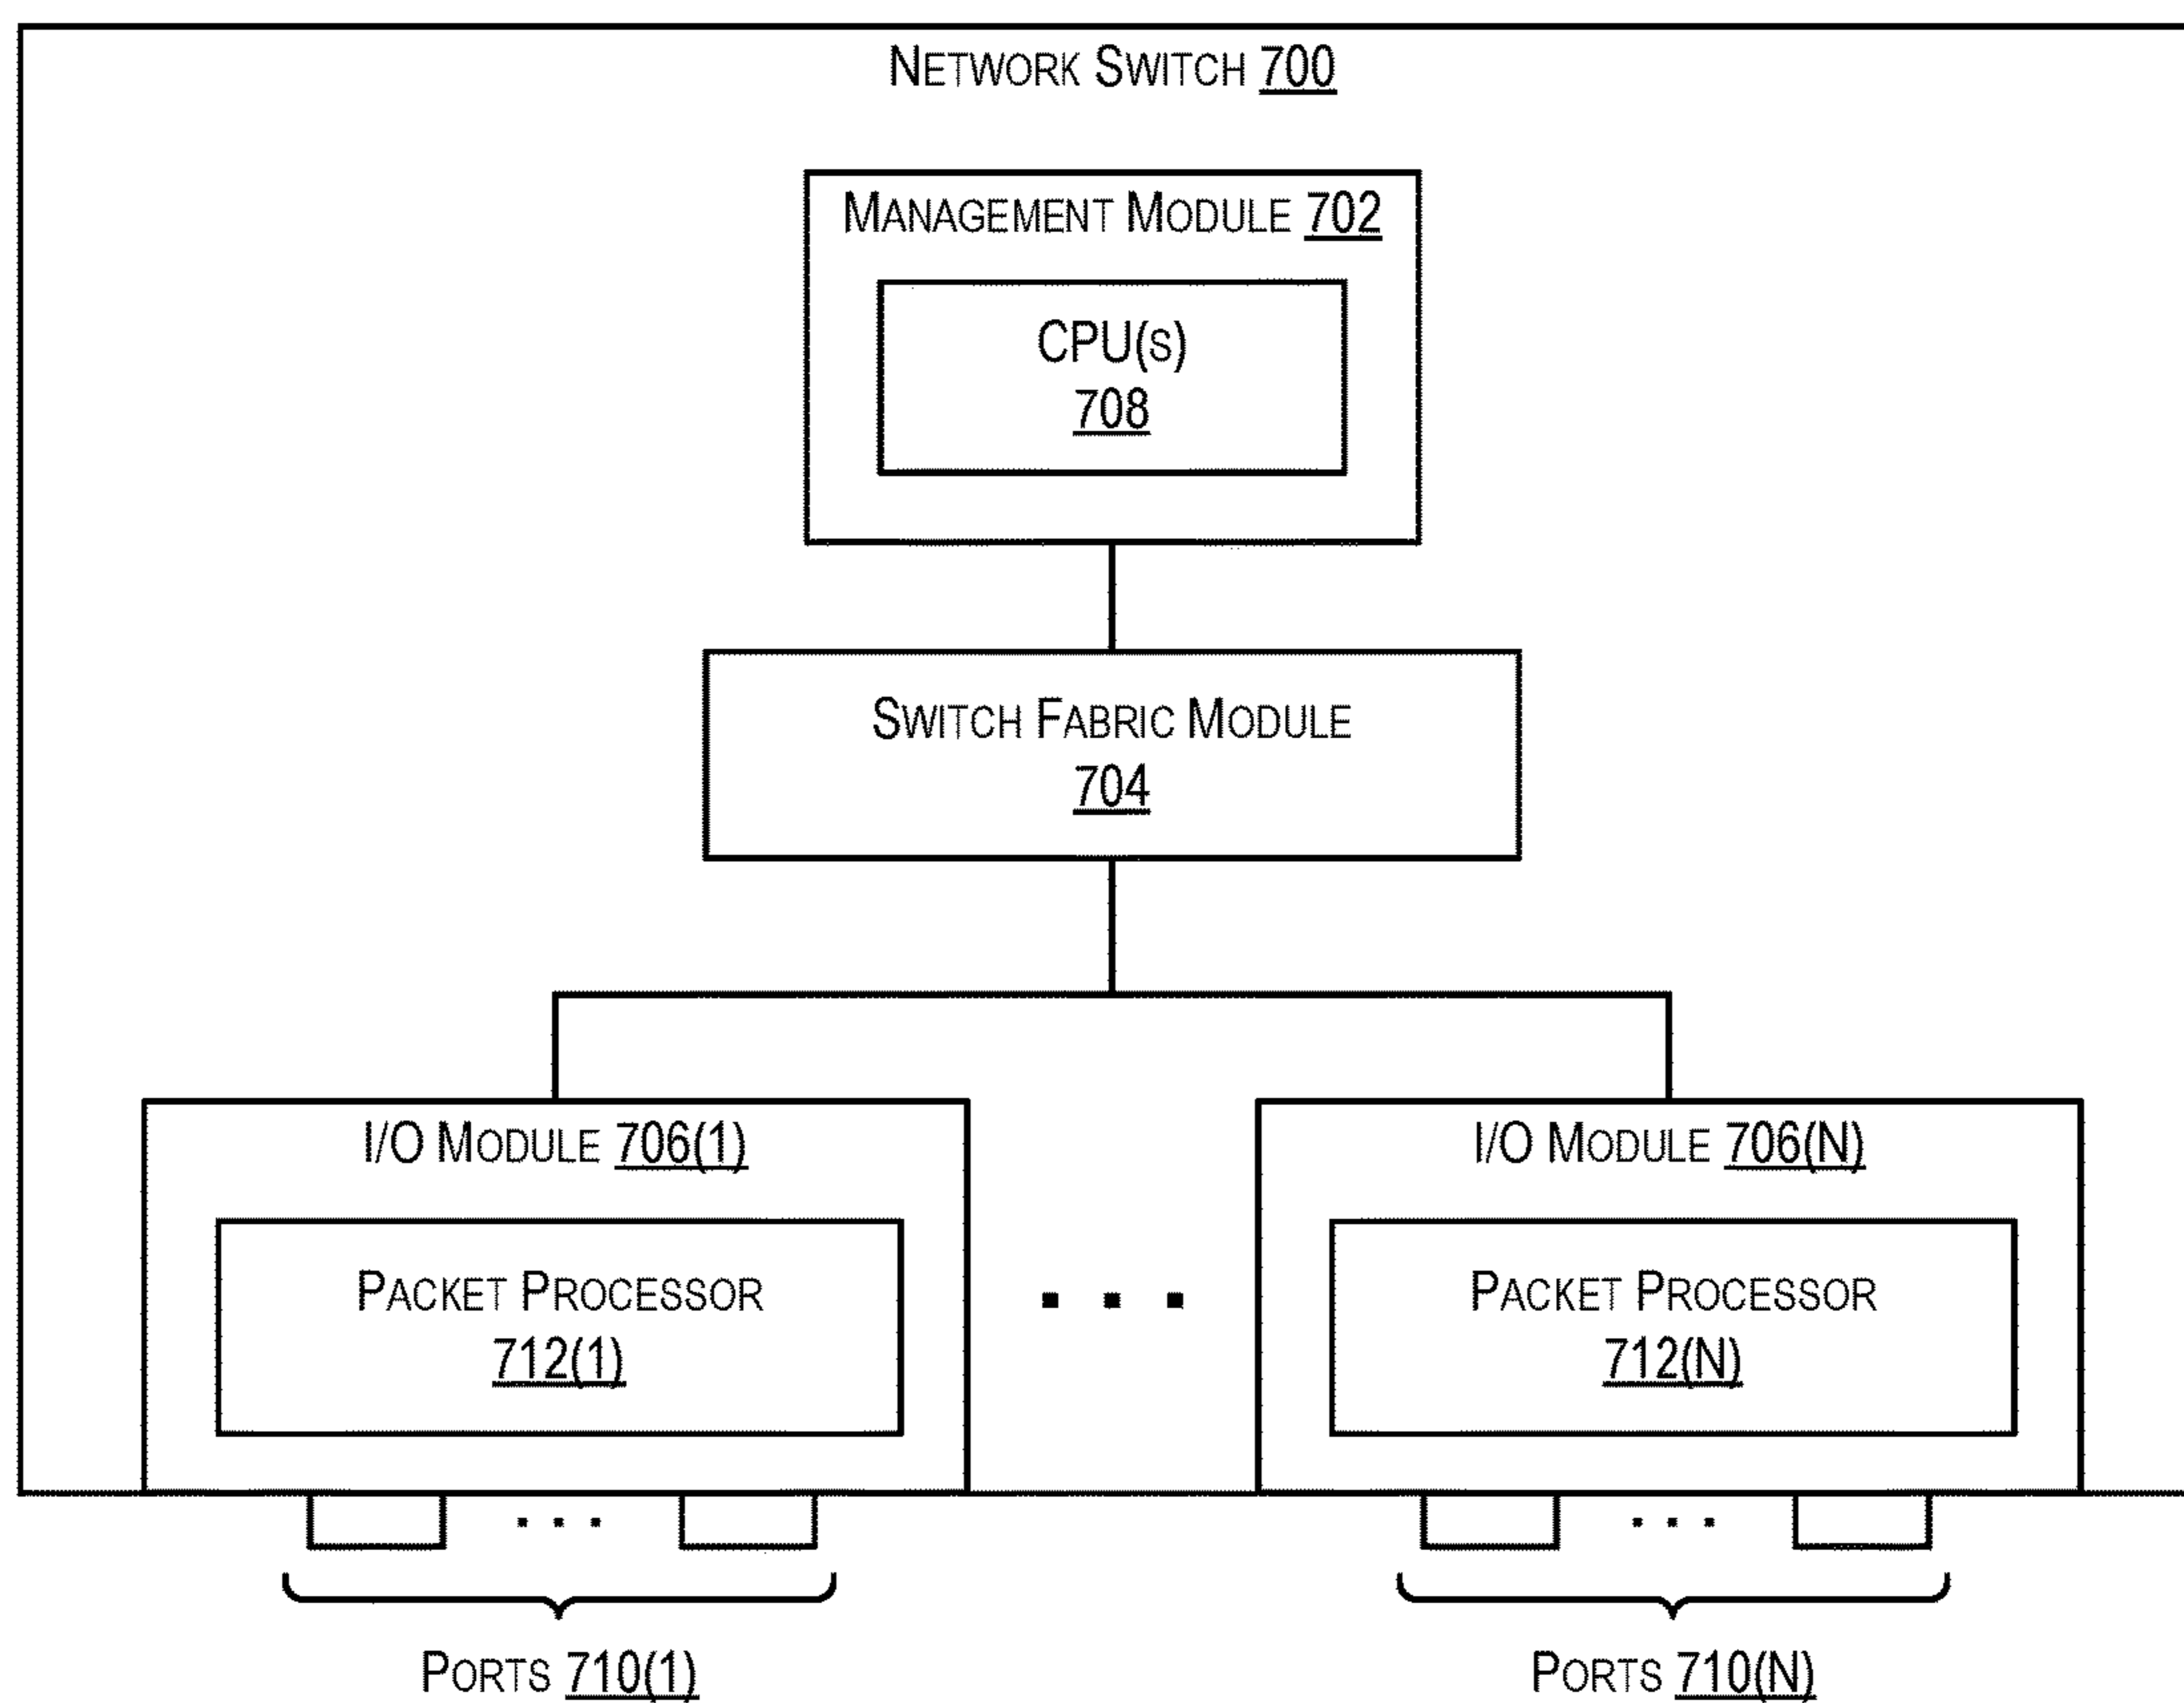 NETWORK SWITCH 700
MANAGEMENT MODULE 702
CPU(S)
708
SWITCH FABRIC MODULE
704
I/O MODULE 706(1)
I/O MODULE 706(N)
PACKET PROCESSOR
712(1)
PACKET PROCESSOR
712(N)
PORTS 710(1)
PORTS 710(N)